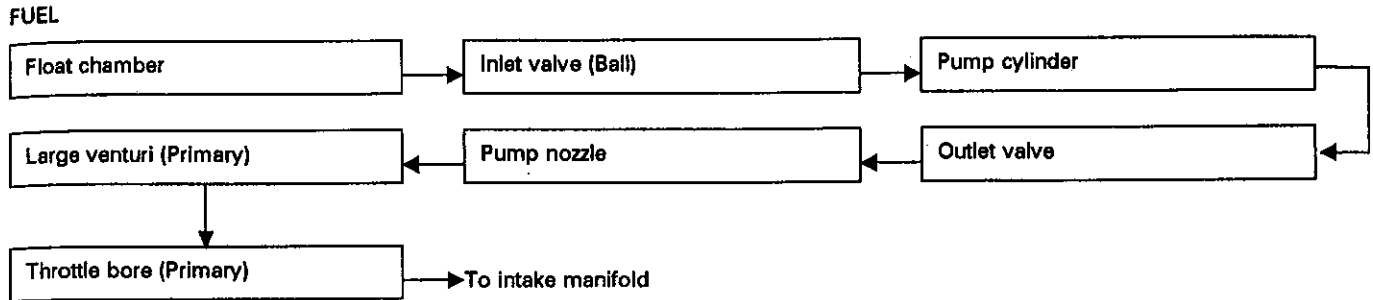 FUEL
Float chamber
Inlet valve (Ball)
Pump cylinder
Outlet valve
Pump nozzle
Large venturi (Primary)
Throttle bore (Primary)
To intake manifold